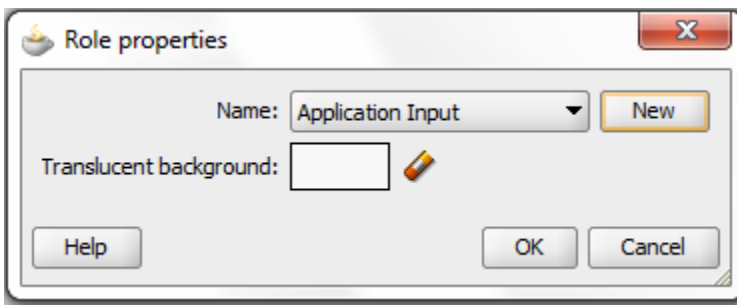 Role properties
Name: Application Input New
Translucent background:
Help OK Cancel